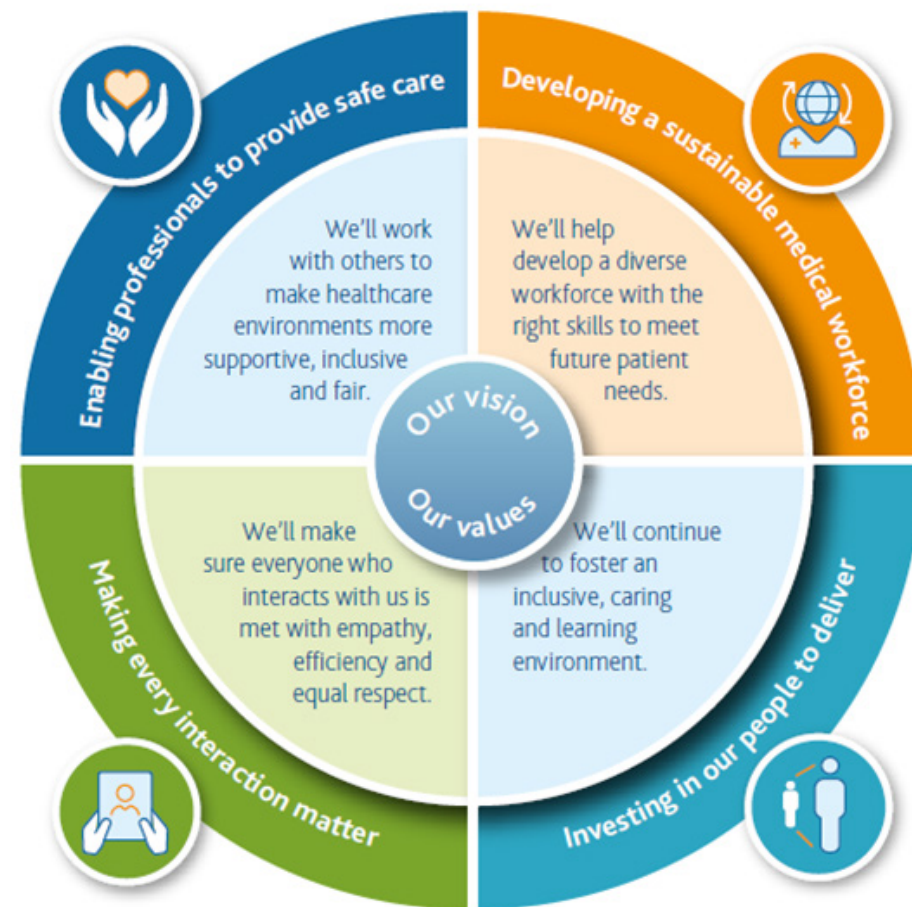 Enabling professionals to provide safe care
We'll work
with others to
make healthcare
environments more
supportive, inclusive
and fair.
Developing a sustainable medical workforce
We'll help
develop a diverse
workforce with the
right skills to meet
future patient
needs.
Our vision
Our values
Making every interaction matter
We'll make
sure everyone who
interacts with us is
met with empathy,
efficiency and
equal respect.
Investing in our people to deliver
We'll continue
to foster an
inclusive, caring
and learning
environment.